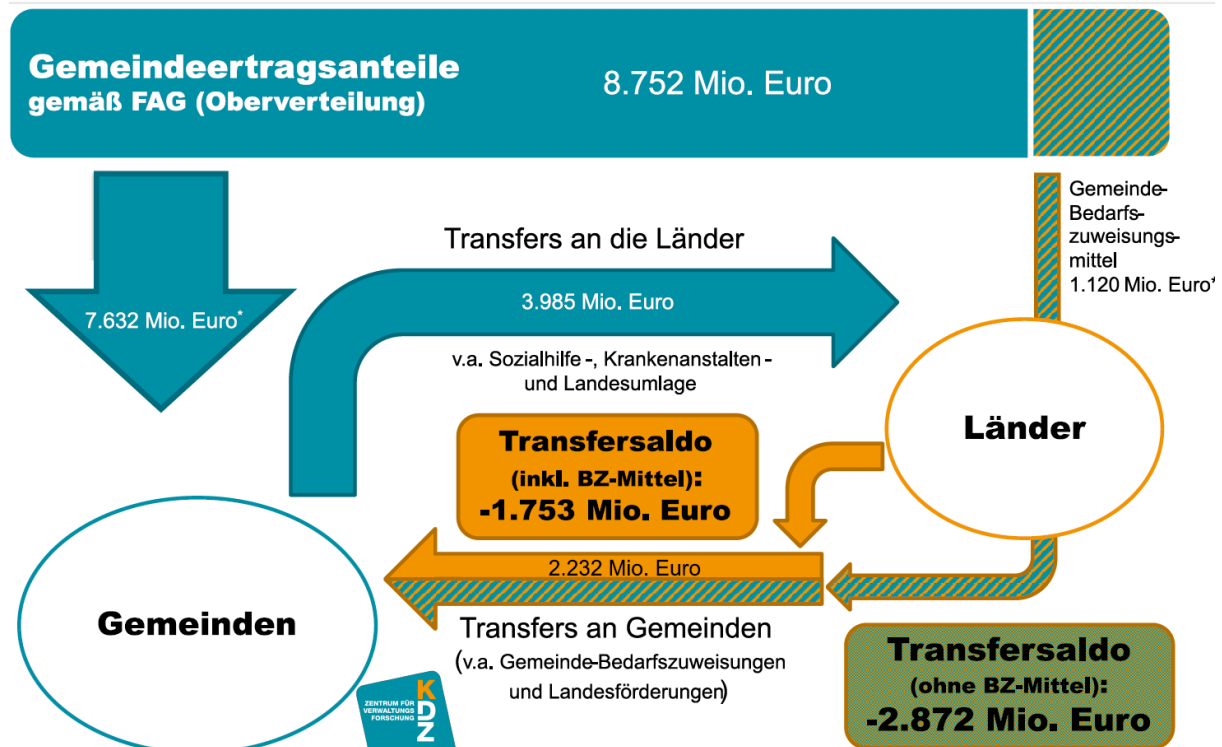 Gemeindeertragsanteile
gemäß FAG (Oberverteilung)
8.752 Mio. Euro
Gemeinde-
Bedarfs-
zuweisungs-
mittel
1.120 Mio. Euro*
Transfers an die Länder
7.632 Mio. Euro*
3.985 Mio. Euro
v.a. Sozialhilfe -, Krankenanstalten -
und Landesumlage
Länder
Transfersaldo
(inkl. BZ-Mittel):
-1.753 Mio. Euro
2.232 Mio. Euro
Gemeinden
Transfers an Gemeinden
(v.a. Gemeinde-Bedarfszuweisungen
und Landesförderungen)
Transfersaldo
(ohne BZ-Mittel):
-2.872 Mio. Euro
ZENTRUM FÜR
VERWALTUNGS
FORSCHUNG
KDZ